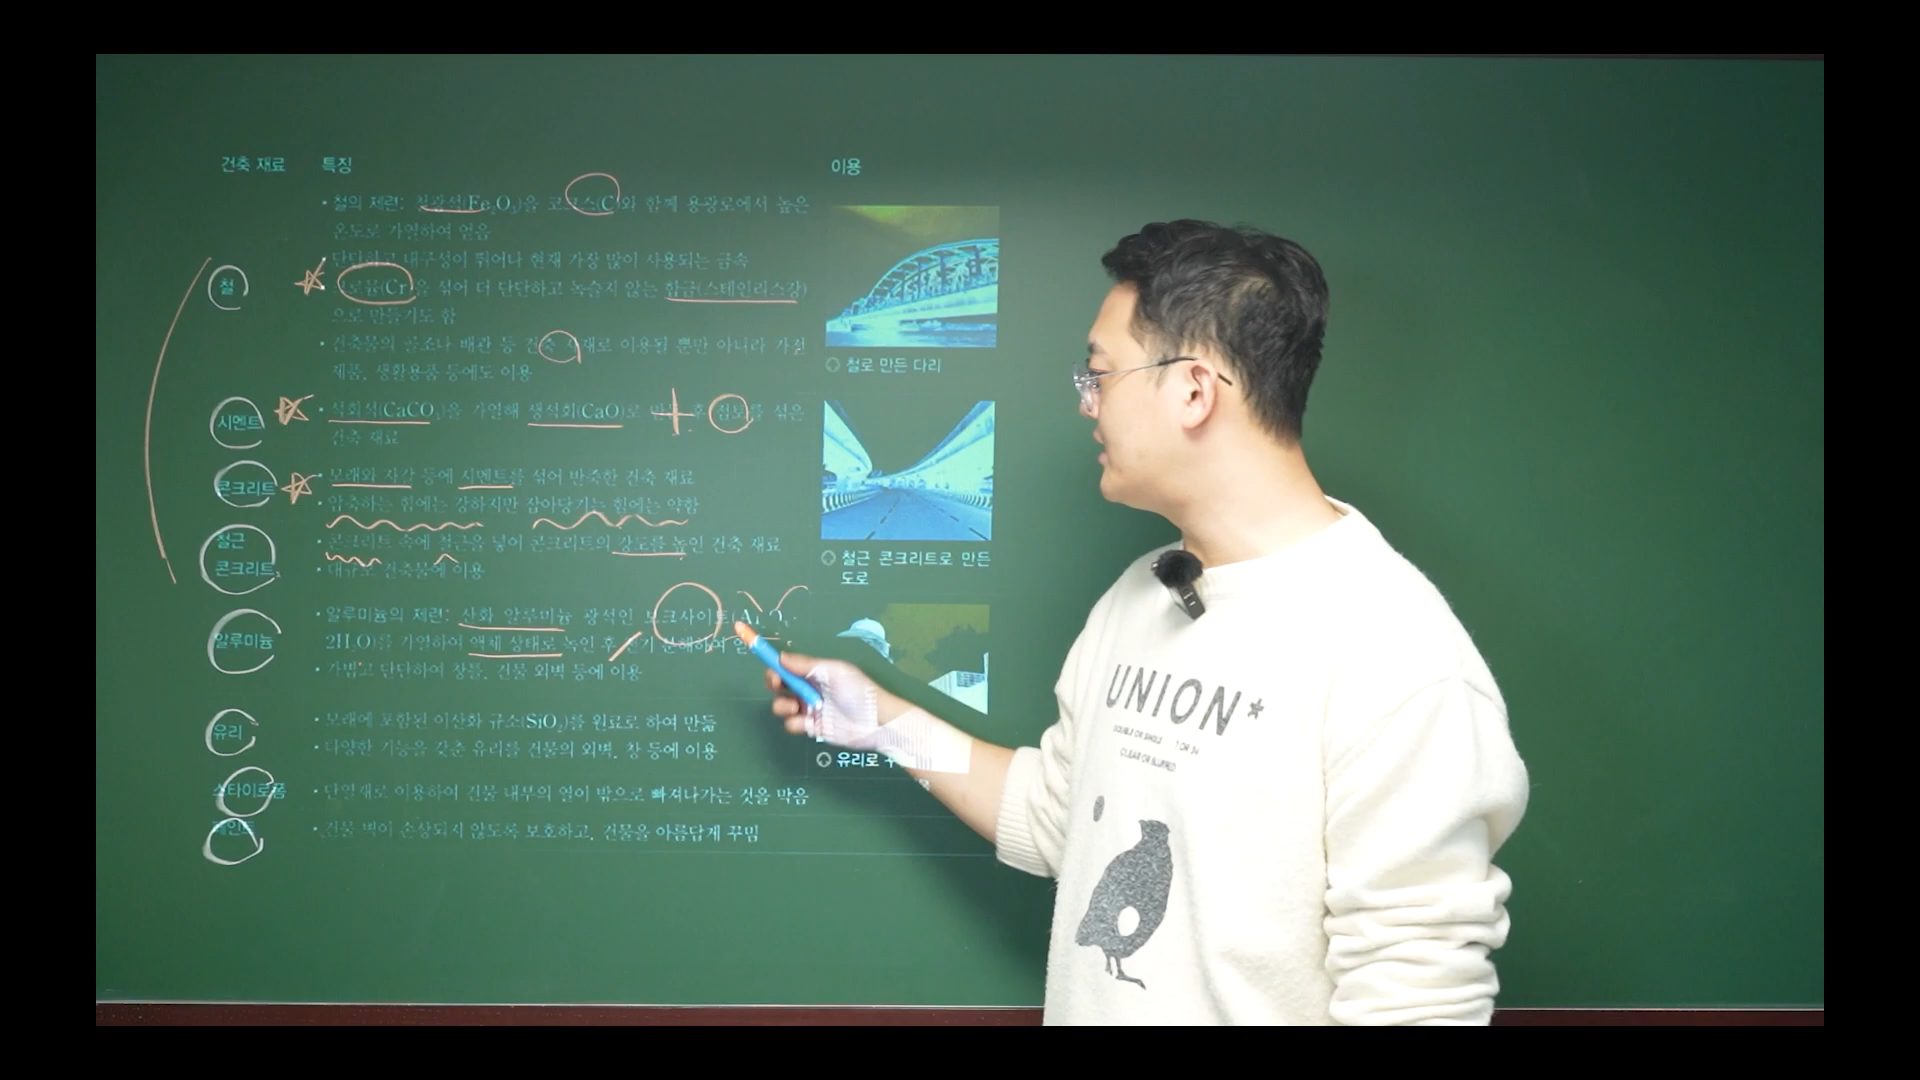 건축 재료 특징 이용
• 철의 제련: 철광석(Fe₂O₃)을 코크스(C)와 함께 용광로에서 높은
온도로 가열하여 얻음
• 단단하고 내구성이 뛰어나 현재 가장 많이 사용되는 금속
철
• 크로뮴(Cr)을 섞어 더 단단하고 녹슬지 않는 합금(스테인리스강)
으로 만들기도 함
• 건축물의 골조나 배관 등 건축 자재로 이용될 뿐만 아니라 가전
제품, 생활용품 등에도 이용
철로 만든 다리
시멘트
• 석회석(CaCO₃)을 가열해 생석회(CaO)로 만든 후 점토를 섞은
건축 재료
콘크리트
• 모래와 자갈 등에 시멘트를 섞어 반죽한 건축 재료
• 압축하는 힘에는 강하지만 잡아당기는 힘에는 약함
철근
콘크리트
• 콘크리트 속에 철근을 넣어 콘크리트의 강도를 높인 건축 재료
• 대규모 건축물에 이용
철근 콘크리트로 만든
도로
알루미늄
• 알루미늄의 제련: 산화 알루미늄 광석인 보크사이트(Al₂O₃·
2H₂O)를 가열하여 액체 상태로 녹인 후 전기 분해하여
• 가볍고 단단하여 창틀, 건물 외벽 등에 이용
유리
• 모래에 포함된 이산화 규소(SiO₂)를 원료로 하여 만듦
• 다양한 기능을 갖춘 유리를 건물의 외벽, 창 등에 이용
유리로
스타이로폼
• 단열재로 이용하여 건물 내부의 열이 밖으로 빠져나가는 것을 막음
페인트
• 건물 벽이 손상되지 않도록 보호하고, 건물을 아름답게 꾸밈
UNION*
DOUBLE OR SINGLE
CLEAR OR BLURRED